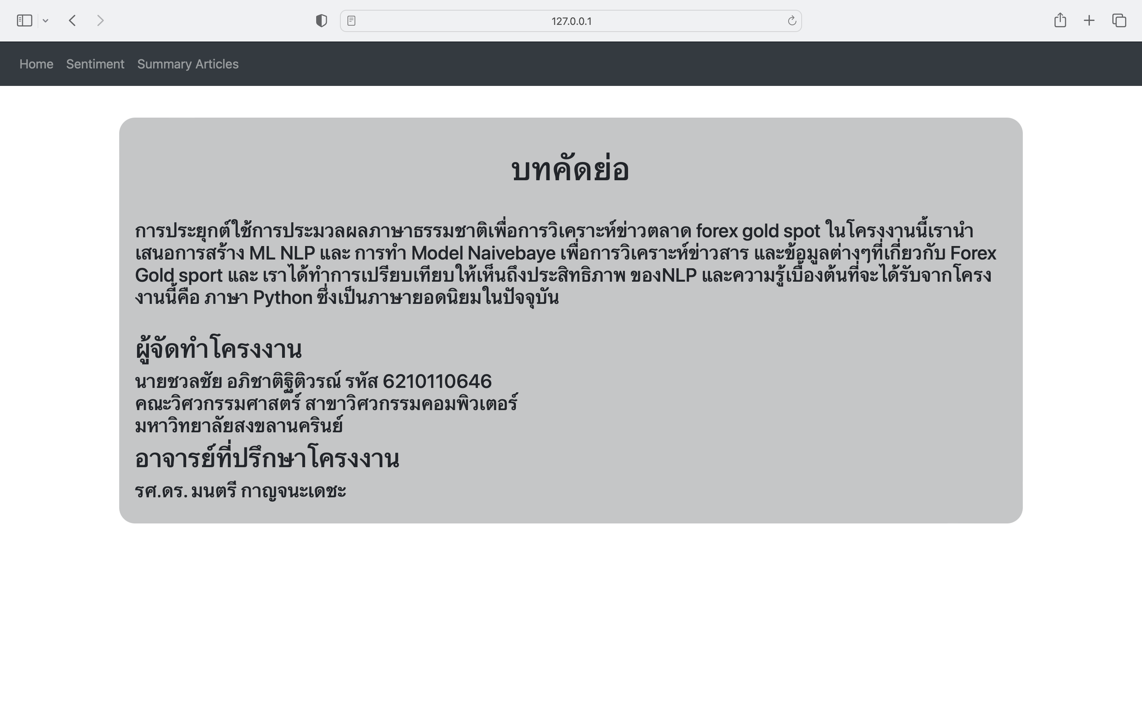 127.0.0.1
Home Sentiment Summary Articles
บทคัดย่อ
การประยุกต์ใช้การประมวลผลภาษาธรรมชาติเพื่อการวิเคราะห์ข่าวตลาด forex gold spot ในโครงงานนี้เรานำ
เสนอการสร้าง ML NLP และ การทำ Model Naivebaye เพื่อการวิเคราะห์ข่าวสาร และข้อมูลต่างๆที่เกี่ยวกับ Forex
Gold sport และ เราได้ทำการเปรียบเทียบให้เห็นถึงประสิทธิภาพ ของNLP และความรู้เบื้องต้นที่จะได้รับจากโครง
งานนี้คือ ภาษา Python ซึ่งเป็นภาษายอดนิยมในปัจจุบัน
ผู้จัดทำโครงงาน
นายชวลชัย อภิชาติฐิติวรณ์ รหัส 6210110646
คณะวิศวกรรมศาสตร์ สาขาวิศวกรรมคอมพิวเตอร์
มหาวิทยาลัยสงขลานครินย์
อาจารย์ที่ปรึกษาโครงงาน
รศ.ดร. มนตรี กาญจนะเดชะ